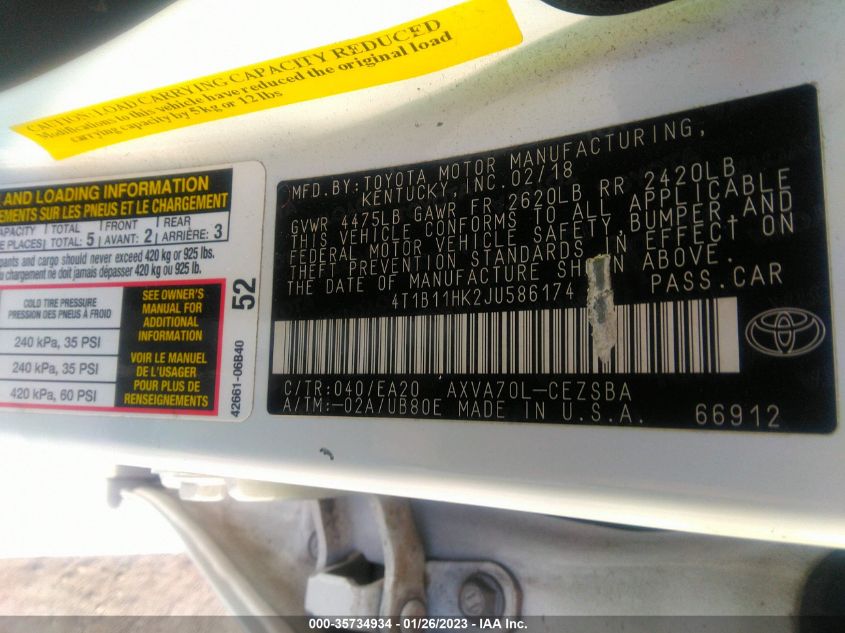 CAUTION: LOAD CARRYING CAPACITY REDUCED
Modifications to this vehicle have reduced the original load
carrying capacity by 5 kg or 12 lbs
AND LOADING INFORMATION
SUR LES PNEUS ET LE CHARGEMENT
TOTAL FRONT REAR
TOTAL: 5 AVANT: 2 ARRIÈRE: 3
and cargo should never exceed 420 kg or 925 lbs.
chargement ne doit jamais dépasser 420 kg ou 925 lb.
COLD TIRE PRESSURE
PRESSION DES PNEUS À FROID
240 kPa, 35 PSI
240 kPa, 35 PSI
420 kPa, 60 PSI
SEE OWNER'S
MANUAL FOR
ADDITIONAL
INFORMATION
VOIR LE MANUEL
DE L'USAGER
POUR PLUS DE
RENSEIGNEMENTS
52
42661-06B40
MFD. BY: TOYOTA MOTOR MANUFACTURING,
KENTUCKY, INC. 02/18
GVWR 4475LB GAWR FR 2620LB RR 2420LB
THIS VEHICLE CONFORMS TO ALL APPLICABLE
FEDERAL MOTOR VEHICLE SAFETY, BUMPER, AND
THEFT PREVENTION STANDARDS IN EFFECT ON
THE DATE OF MANUFACTURE SHOWN ABOVE.
4T1B11HK2JU586174 PASS. CAR
C/TR: 040/EA20 AXVA70L-CEZSBA
A/TM: -02A/UB80E MADE IN U.S.A.
66912
000-35734934 - 01/26/2023 - IAA Inc.